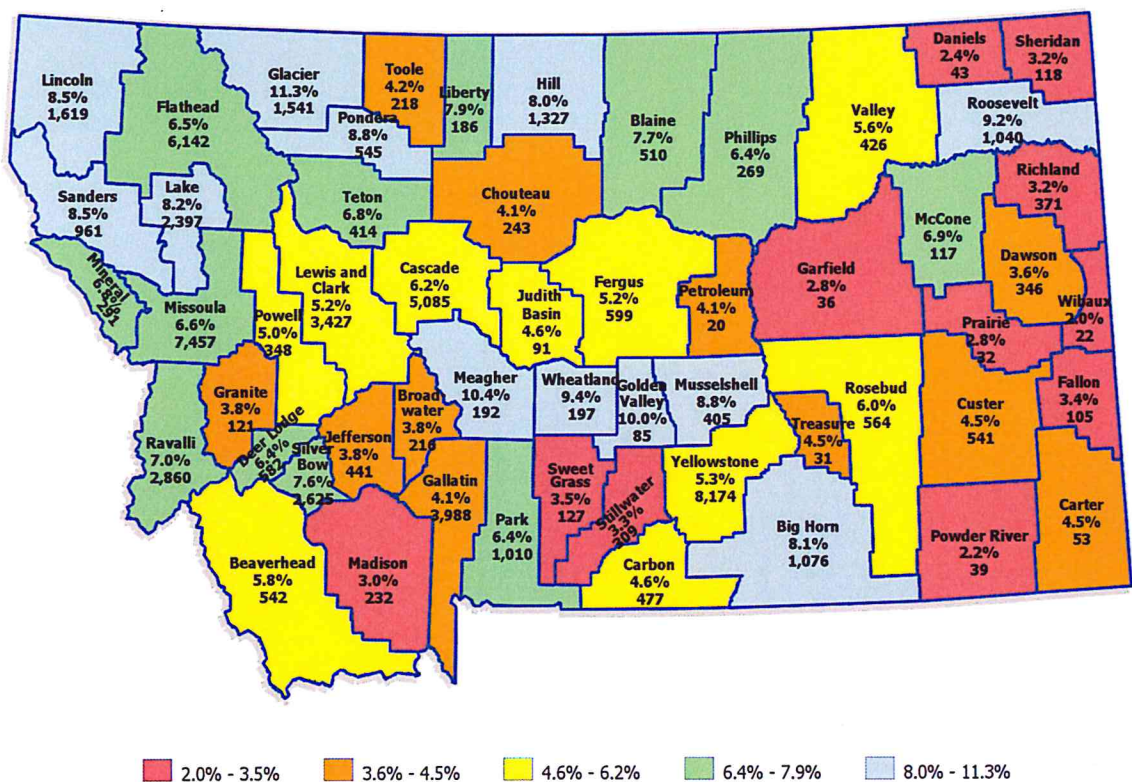 Lincoln
8.5%
1,619
Flathead
6.5%
6,142
Glacier
11.3%
1,541
Toole
4.2%
218
Liberty
7.9%
186
Hill
8.0%
1,327
Blaine
7.7%
510
Phillips
6.4%
269
Valley
5.6%
426
Daniels
2.4%
43
Sheridan
3.2%
118
Roosevelt
9.2%
1,040
Pondera
8.8%
545
Sanders
8.5%
961
Lake
8.2%
2,397
Teton
6.8%
414
Chouteau
4.1%
243
Richland
3.2%
371
McCone
6.9%
117
Dawson
3.6%
346
Mineral
6.8%
291
Missoula
6.6%
7,457
Powell
5.0%
348
Lewis and
Clark
5.2%
3,427
Cascade
6.2%
5,085
Judith
Basin
4.6%
91
Fergus
5.2%
599
Petroleum
4.1%
20
Garfield
2.8%
36
Prairie
2.8%
32
Wibaux
2.0%
22
Granite
3.8%
121
Meagher
10.4%
192
Wheatland
9.4%
197
Golden
Valley
10.0%
85
Musselshell
8.8%
405
Rosebud
6.0%
564
Custer
4.5%
541
Fallon
3.4%
105
Ravalli
7.0%
2,860
Deer Lodge
6.4%
582
Silver
Bow
7.6%
2,625
Jefferson
3.8%
441
Broad
water
3.8%
216
Gallatin
4.1%
3,988
Park
6.4%
1,010
Sweet
Grass
3.5%
127
Stillwater
3.3%
309
Yellowstone
5.3%
8,174
Treasure
4.5%
31
Big Horn
8.1%
1,076
Powder River
2.2%
39
Carter
4.5%
53
Beaverhead
5.8%
542
Madison
3.0%
232
Carbon
4.6%
477
2.0% - 3.5%
3.6% - 4.5%
4.6% - 6.2%
6.4% - 7.9%
8.0% - 11.3%